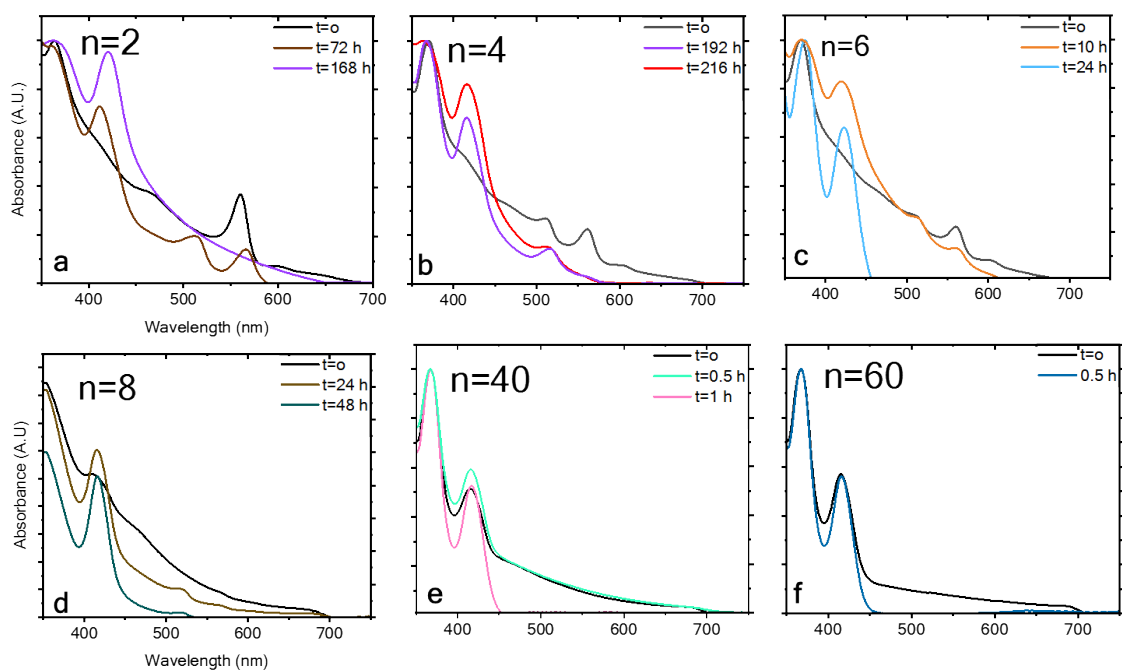 n=2
t=o
t=72 h
t=168 h
a
400 500 600 700
Wavelength (nm)
Absorbance (A.U.)
n=4
t=o
t=192 h
t=216 h
b
400 500 600 700
n=6
t=o
t=10 h
t=24 h
c
400 500 600 700
n=8
t=o
t=24 h
t=48 h
d
400 500 600 700
Wavelength (nm)
Absorbance (A.U)
n=40
t=o
t=0.5 h
t=1 h
e
400 500 600 700
n=60
t=o
0.5 h
f
400 500 600 700